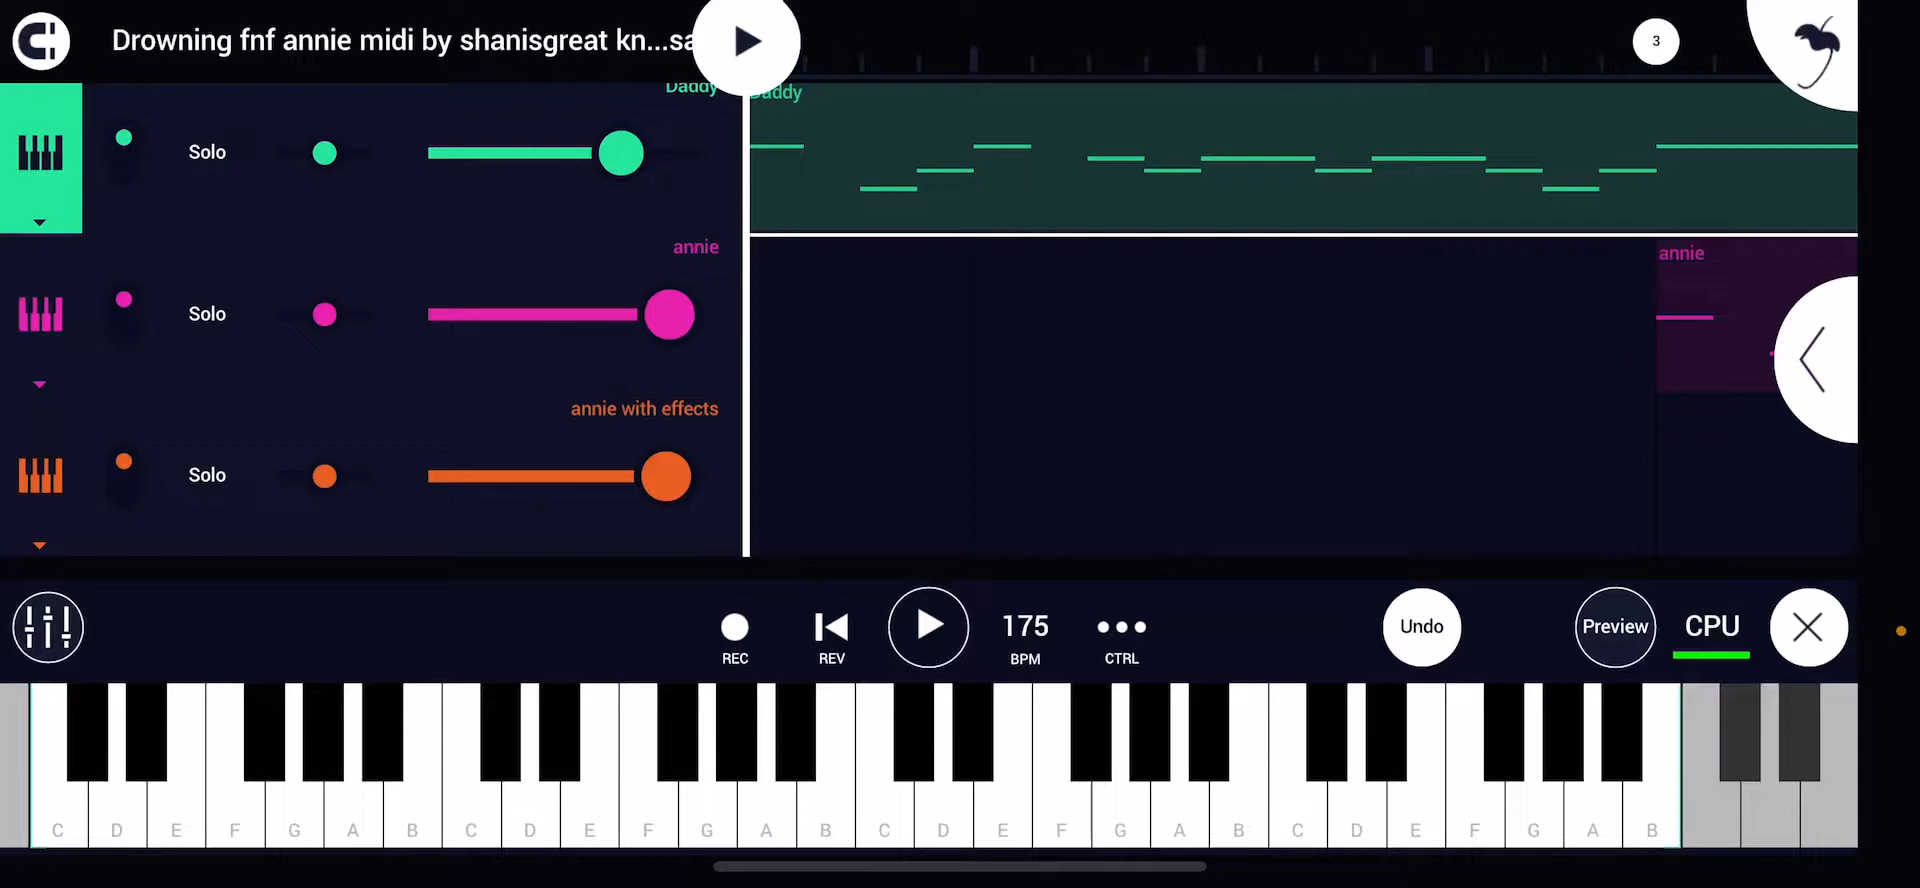 Drowning fnf annie midi by shanisgreat kn...sa
3
Daddy
Daddy
Solo
annie
annie
Solo
annie with effects
Solo
175
Undo
Preview
CPU
REC
REV
BPM
CTRL
C D E F G A B C D E F G A B C D E F G A B C D E F G A B